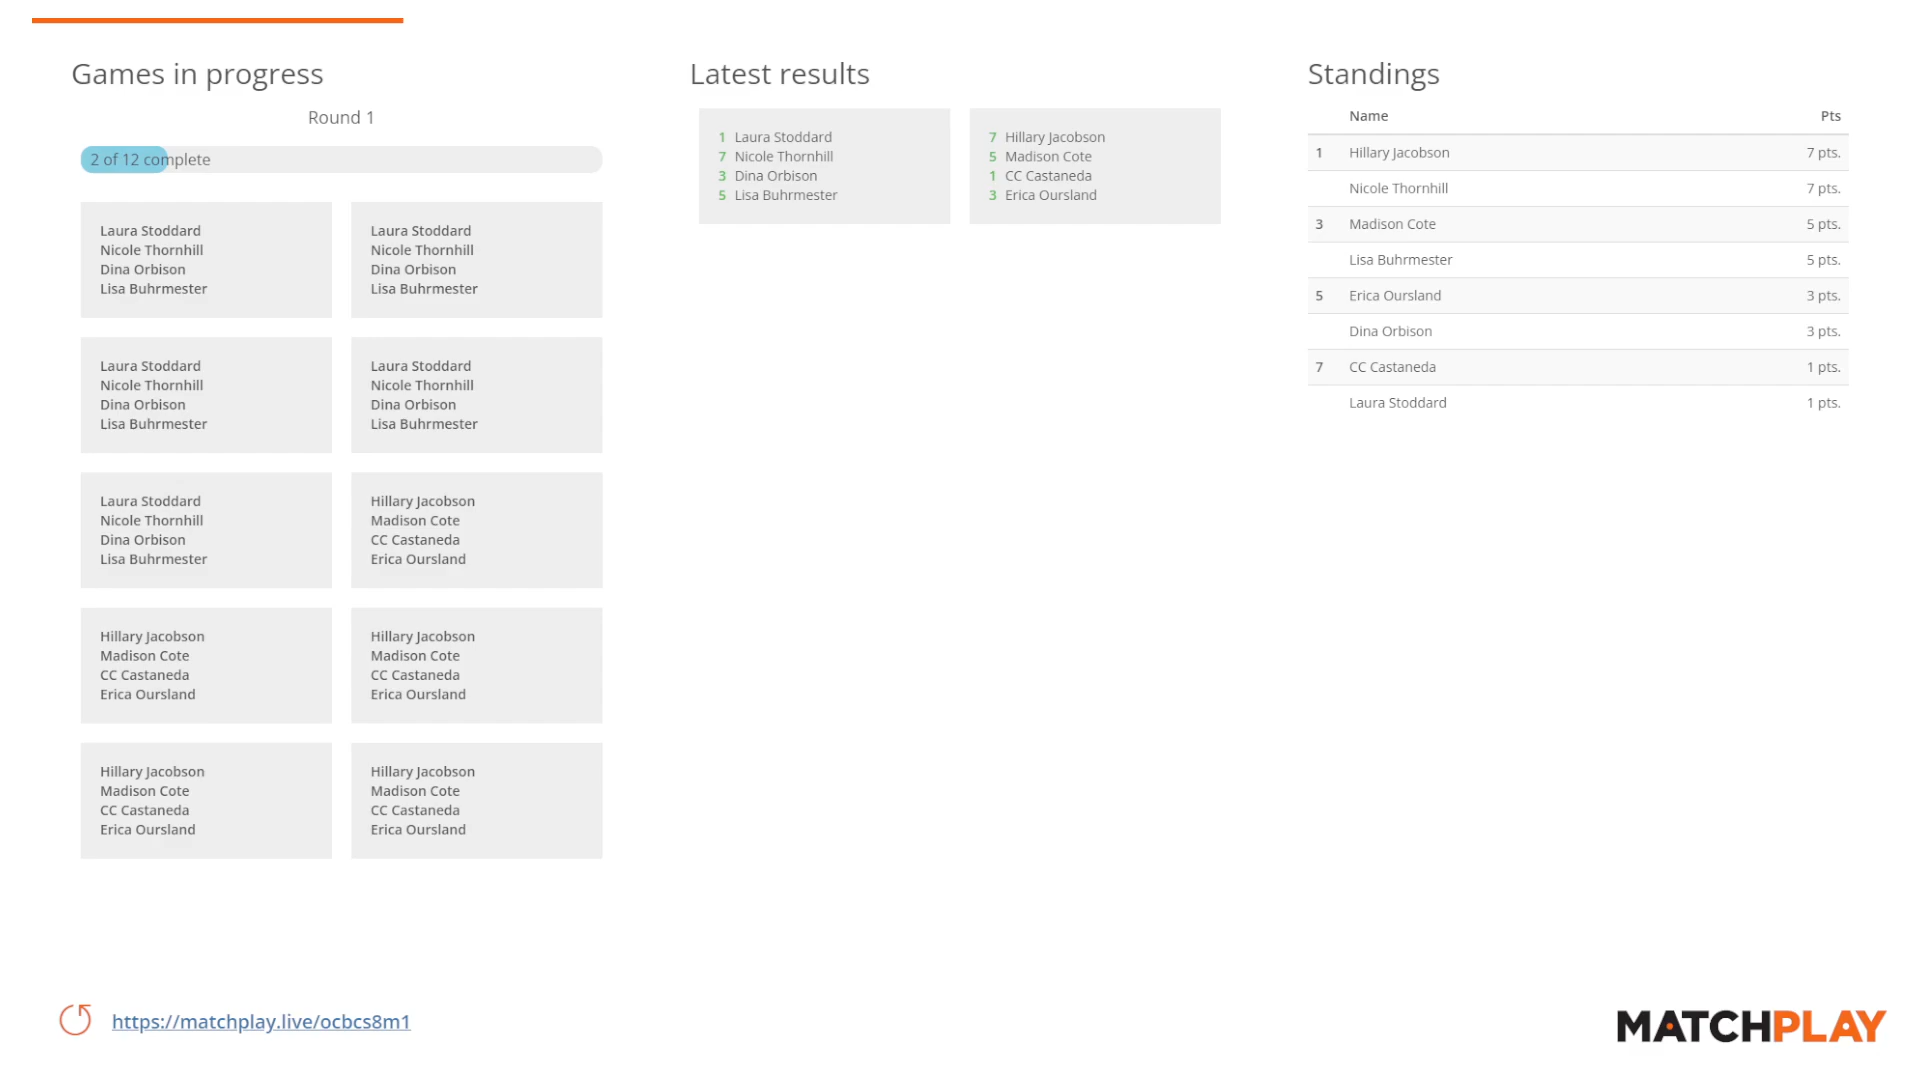 Games in progress
Round 1
2 of 12 complete
Laura Stoddard
Nicole Thornhill
Dina Orbison
Lisa Buhrmester
Laura Stoddard
Nicole Thornhill
Dina Orbison
Lisa Buhrmester
Laura Stoddard
Nicole Thornhill
Dina Orbison
Lisa Buhrmester
Laura Stoddard
Nicole Thornhill
Dina Orbison
Lisa Buhrmester
Laura Stoddard
Nicole Thornhill
Dina Orbison
Lisa Buhrmester
Hillary Jacobson
Madison Cote
CC Castaneda
Erica Oursland
Hillary Jacobson
Madison Cote
CC Castaneda
Erica Oursland
Hillary Jacobson
Madison Cote
CC Castaneda
Erica Oursland
Hillary Jacobson
Madison Cote
CC Castaneda
Erica Oursland
Hillary Jacobson
Madison Cote
CC Castaneda
Erica Oursland
Latest results
1 Laura Stoddard
7 Nicole Thornhill
3 Dina Orbison
5 Lisa Buhrmester
7 Hillary Jacobson
5 Madison Cote
1 CC Castaneda
3 Erica Oursland
Standings
Name Pts
1 Hillary Jacobson 7 pts.
Nicole Thornhill 7 pts.
3 Madison Cote 5 pts.
Lisa Buhrmester 5 pts.
5 Erica Oursland 3 pts.
Dina Orbison 3 pts.
7 CC Castaneda 1 pts.
Laura Stoddard 1 pts.
https://matchplay.live/ocbcs8m1
MATCHPLAY